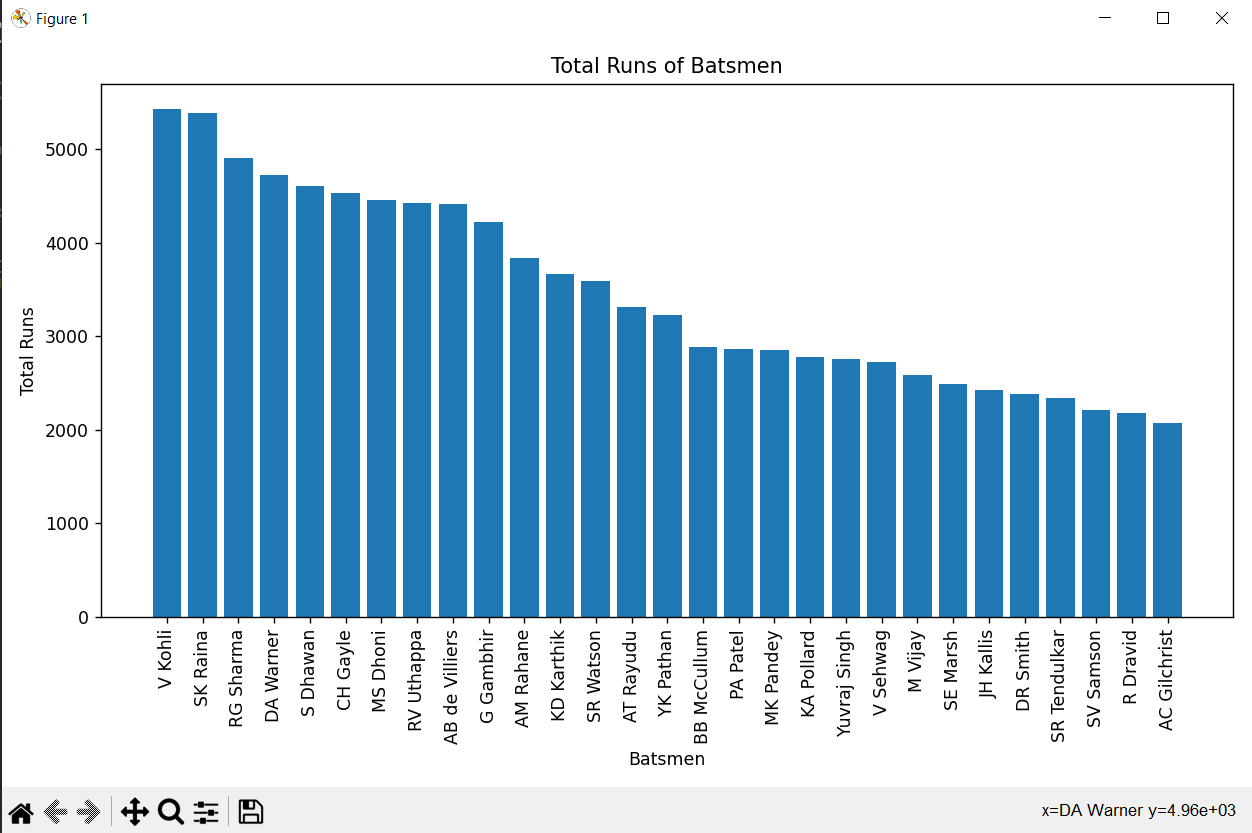 Figure 1
Total Runs of Batsmen
Total Runs
5000
4000
3000
2000
1000
0
V Kohli
SK Raina
RG Sharma
DA Warner
S Dhawan
CH Gayle
MS Dhoni
RV Uthappa
AB de Villiers
G Gambhir
AM Rahane
KD Karthik
SR Watson
AT Rayudu
YK Pathan
BB McCullum
PA Patel
MK Pandey
KA Pollard
Yuvraj Singh
V Sehwag
M Vijay
SE Marsh
JH Kallis
DR Smith
SR Tendulkar
SV Samson
R Dravid
AC Gilchrist
Batsmen
x=DA Warner y=4.96e+03